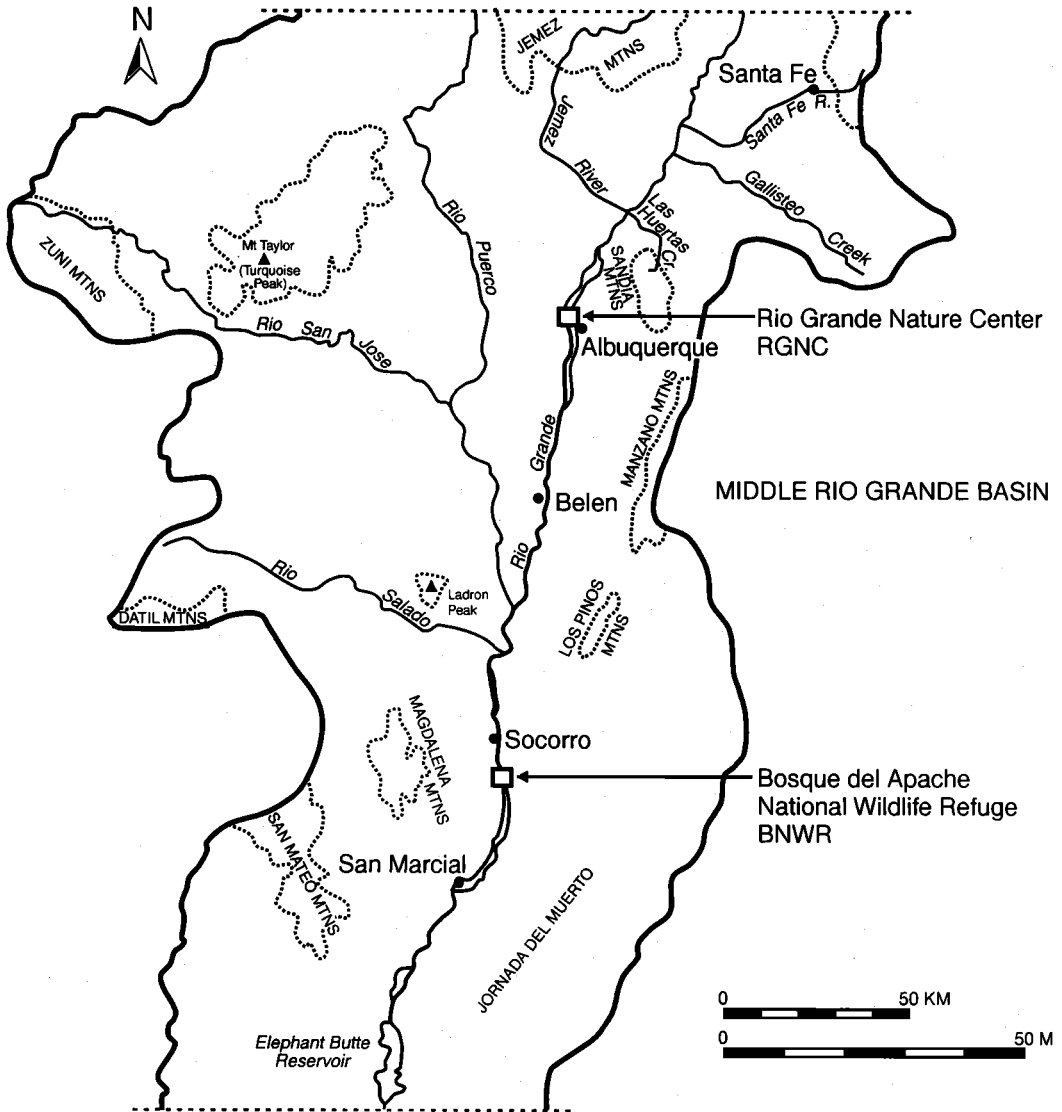 N
JEMEZ
MTNS
Santa Fe
Santa Fe R.
Jemez
River
Las
Huertas
Cr.
Gallisteo
Creek
Rio
Puerco
ZUNI MTNS
Mt Taylor
(Turquoise
Peak)
SANDIA
MTNS
Rio San Jose
Rio Grande Nature Center
RGNC
Albuquerque
MANZANO MTNS
Rio Grande
MIDDLE RIO GRANDE BASIN
Belen
Rio
Salado
Ladron
Peak
DATIL MTNS
LOS PINOS
MTNS
MAGDALENA
MTNS
Socorro
Bosque del Apache
National Wildlife Refuge
BNWR
SAN MATEO MTNS
San Marcial
JORNADA DEL MUERTO
0 50 KM
0 50 M
Elephant Butte
Reservoir